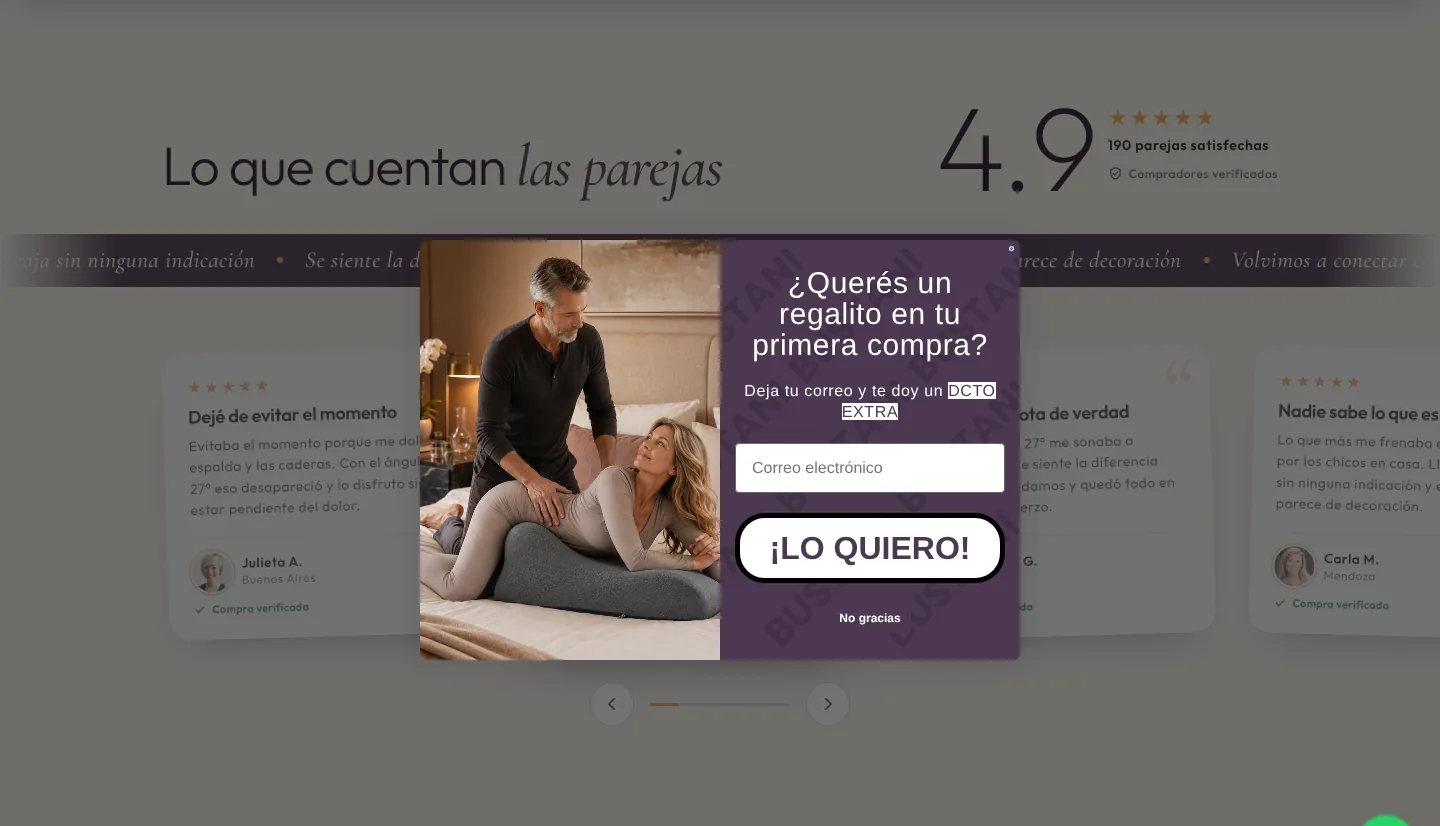 Lo que cuentan las parejas
4.9
★★★★★
190 parejas satisfechas
Compradores verificados
caja sin ninguna indicación • Se siente la d
arece de decoración • Volvimos a conectar c
¿Querés un
regalito en tu
primera compra?
Deja tu correo y te doy un DCTO
EXTRA
Correo electrónico
¡LO QUIERO!
No gracias
BUSTANI
★★★★★
Dejé de evitar el momento
Evitaba el momento porque me dol
espalda y las caderas. Con el ángul
27° eso desapareció y lo disfruto si
estar pendiente del dolor.
Julieta A.
Buenos Aires
Compra verificada
“
ota de verdad
27° me sonaba a
e siente la diferencia
damos y quedó todo en
erzo.
G.
da
★★★★★
Nadie sabe lo que es
Lo que más me frenaba e
por los chicos en casa. Ll
sin ninguna indicación y e
parece de decoración.
Carla M.
Mendoza
Compra verificada